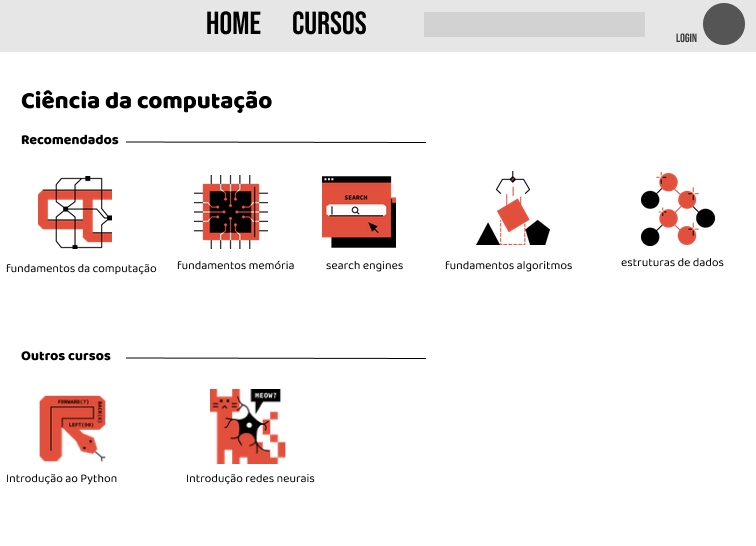 HOME CURSOS
LOGIN
Ciência da computação
Recomendados
SEARCH
fundamentos da computação
fundamentos memória
search engines
fundamentos algoritmos
estruturas de dados
Outros cursos
FORWARD(7)
BACK(8)
LEFT(90)
MEOW?
Introdução ao Python
Introdução redes neurais